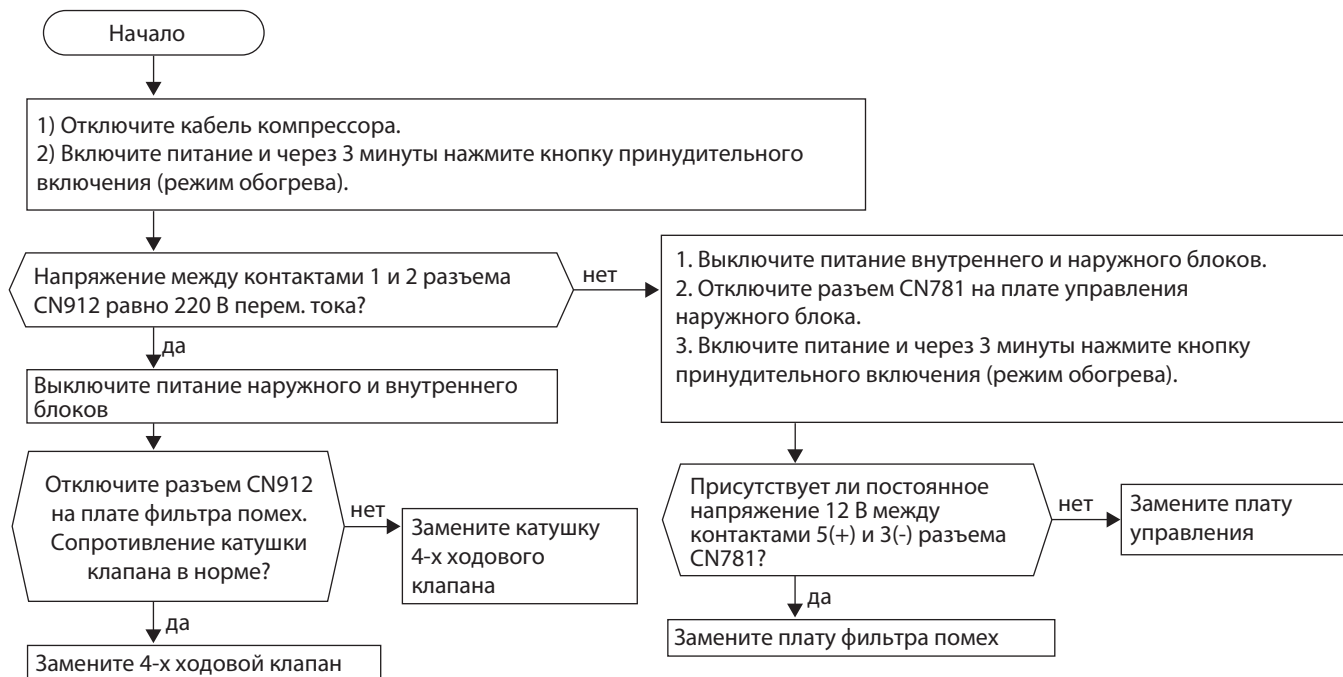 Начало
1) Отключите кабель компрессора.
2) Включите питание и через 3 минуты нажмите кнопку принудительного
включения (режим обогрева).
Напряжение между контактами 1 и 2 разъема
CN912 равно 220 В перем. тока?
нет
1. Выключите питание внутреннего и наружного блоков.
2. Отключите разъем CN781 на плате управления
наружного блока.
3. Включите питание и через 3 минуты нажмите кнопку
принудительного включения (режим обогрева).
да
Выключите питание наружного и внутреннего
блоков
Отключите разъем CN912
на плате фильтра помех.
Сопротивление катушки
клапана в норме?
нет
Замените катушку
4-х ходового
клапана
Присутствует ли постоянное
напряжение 12 В между
контактами 5(+) и 3(-) разъема
CN781?
нет
Замените плату
управления
да
Замените 4-х ходовой клапан
да
Замените плату фильтра помех